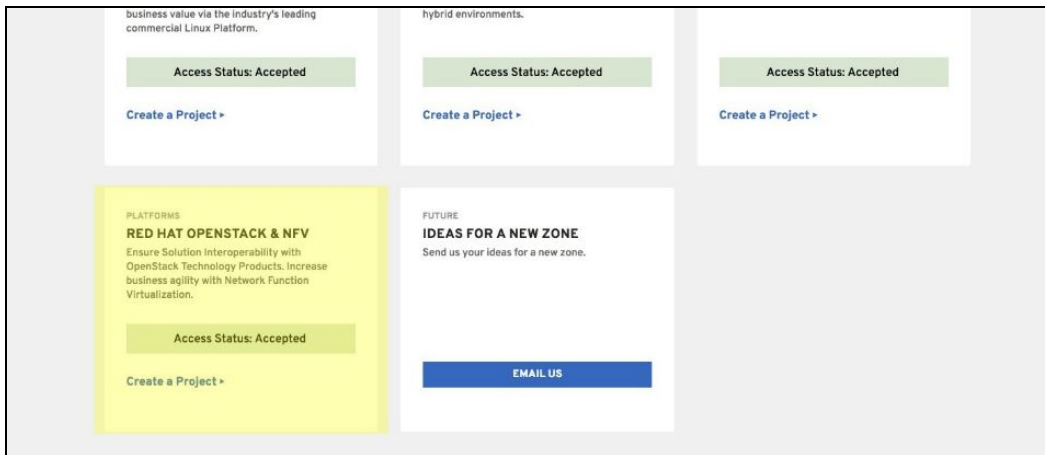 business value via the industry's leading
commercial Linux Platform.
Access Status: Accepted
Create a Project ▸
hybrid environments.
Access Status: Accepted
Create a Project ▸
Access Status: Accepted
Create a Project ▸
PLATFORMS
RED HAT OPENSTACK & NFV
Ensure Solution Interoperability with
OpenStack Technology Products. Increase
business agility with Network Function
Virtualization.
Access Status: Accepted
Create a Project ▸
FUTURE
IDEAS FOR A NEW ZONE
Send us your ideas for a new zone.
EMAIL US